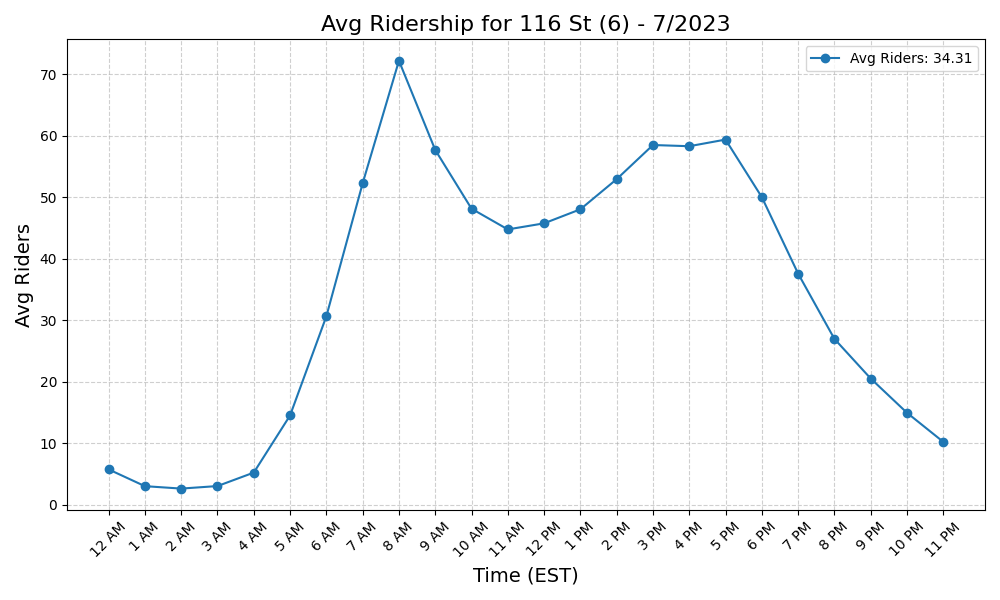 Avg Ridership for 116 St (6) - 7/2023
Avg Riders: 34.31
Avg Riders
70
60
50
40
30
20
10
0
12 AM
1 AM
2 AM
3 AM
4 AM
5 AM
6 AM
7 AM
8 AM
9 AM
10 AM
11 AM
12 PM
1 PM
2 PM
3 PM
4 PM
5 PM
6 PM
7 PM
8 PM
9 PM
10 PM
11 PM
Time (EST)